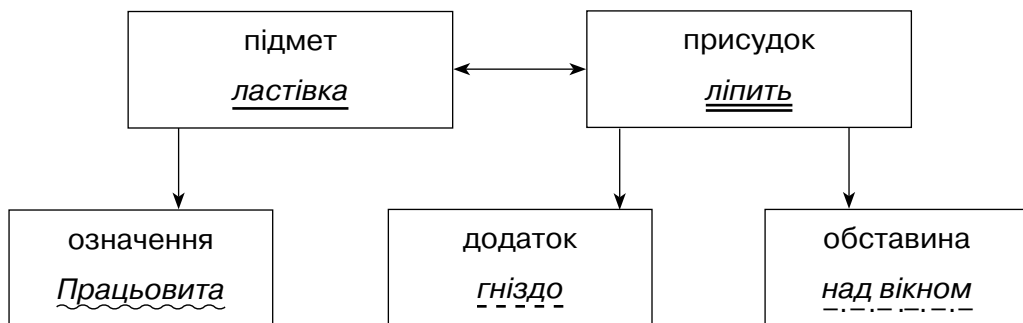 підмет
ластівка
присудок
ліпить
означення
Працьовита
додаток
гніздо
обставина
над вікном